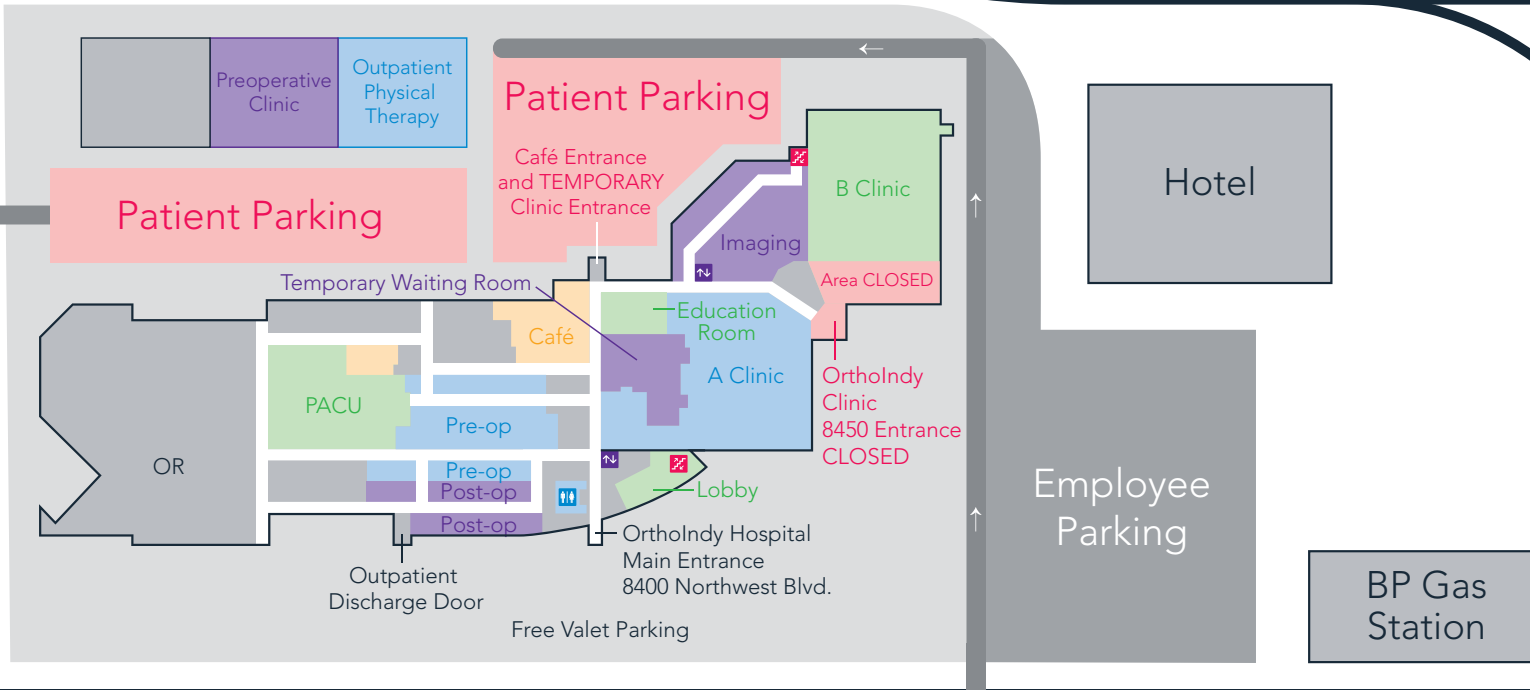 Preoperative
Clinic
Outpatient
Physical
Therapy
Patient Parking
Café Entrance
and TEMPORARY
Clinic Entrance
B Clinic
Hotel
Patient Parking
Imaging
Area CLOSED
Temporary Waiting Room
Education
Room
Café
A Clinic
OrthoIndy
Clinic
8450 Entrance
CLOSED
PACU
Pre-op
OR
Pre-op
Post-op
Post-op
Lobby
Employee
Parking
OrthoIndy Hospital
Main Entrance
8400 Northwest Blvd.
Outpatient
Discharge Door
Free Valet Parking
BP Gas
Station